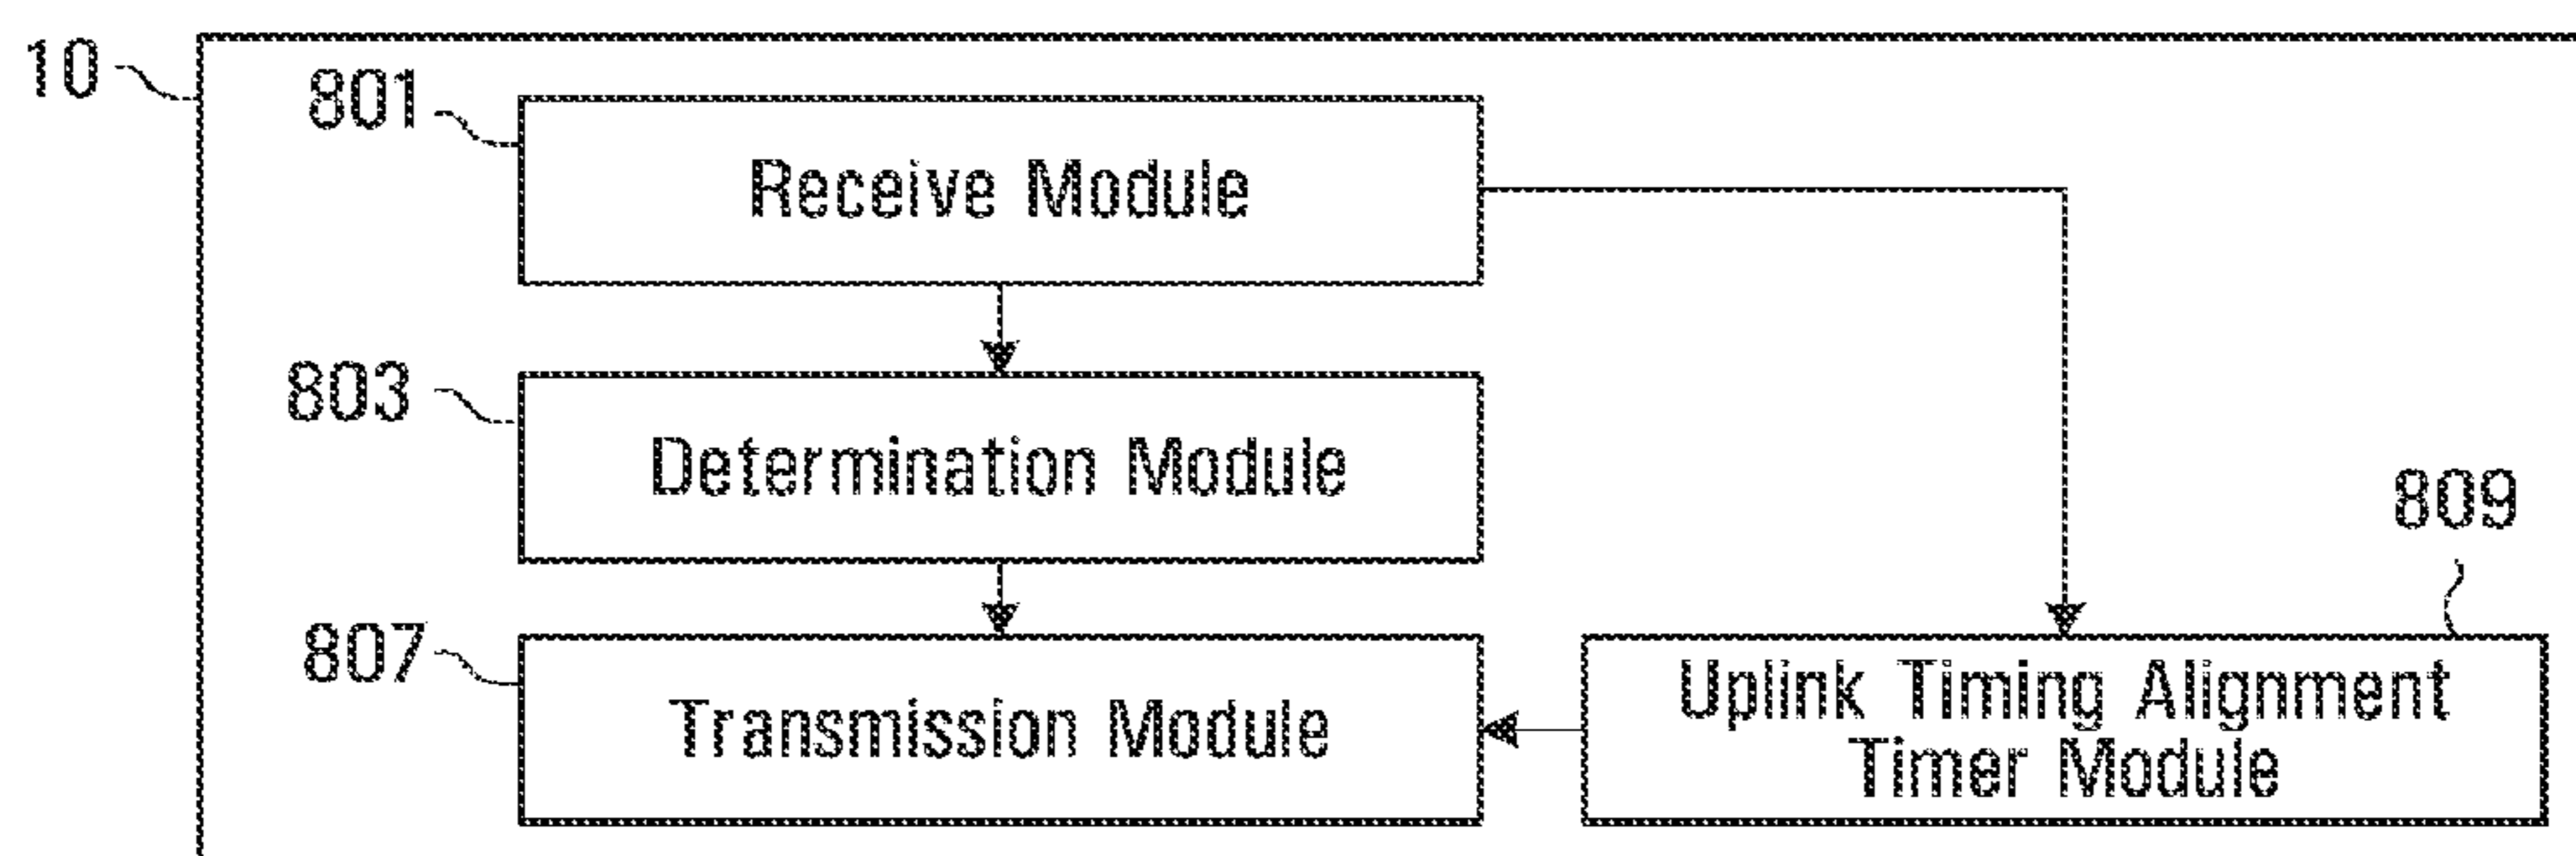 10
801
Receive Module
803
Determination Module
809
807
Transmission Module
Uplink Timing Alignment
Timer Module